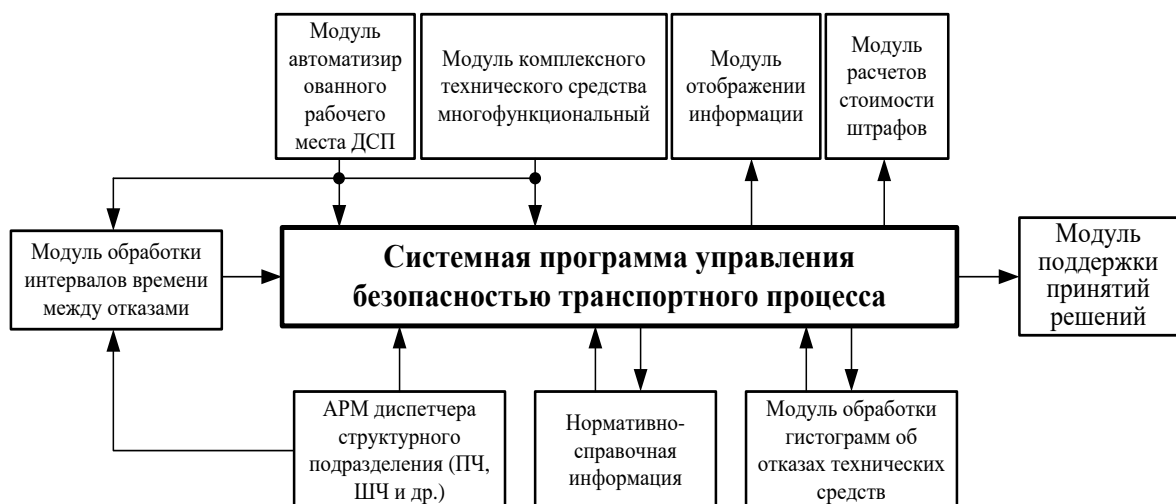 Модуль
автоматизир
ованного
рабочего
места ДСП
Модуль комплексного
технического средства
многофункциональный
Модуль
отображении
информации
Модуль
расчетов
стоимости
штрафов
Модуль обработки
интервалов времени
между отказами
Системная программа управления
безопасностью транспортного процесса
Модуль
поддержки
принятий
решений
АРМ диспетчера
структурного
подразделения (ПЧ,
ШЧ и др.)
Нормативно-
справочная
информация
Модуль обработки
гистограмм об
отказах технических
средств